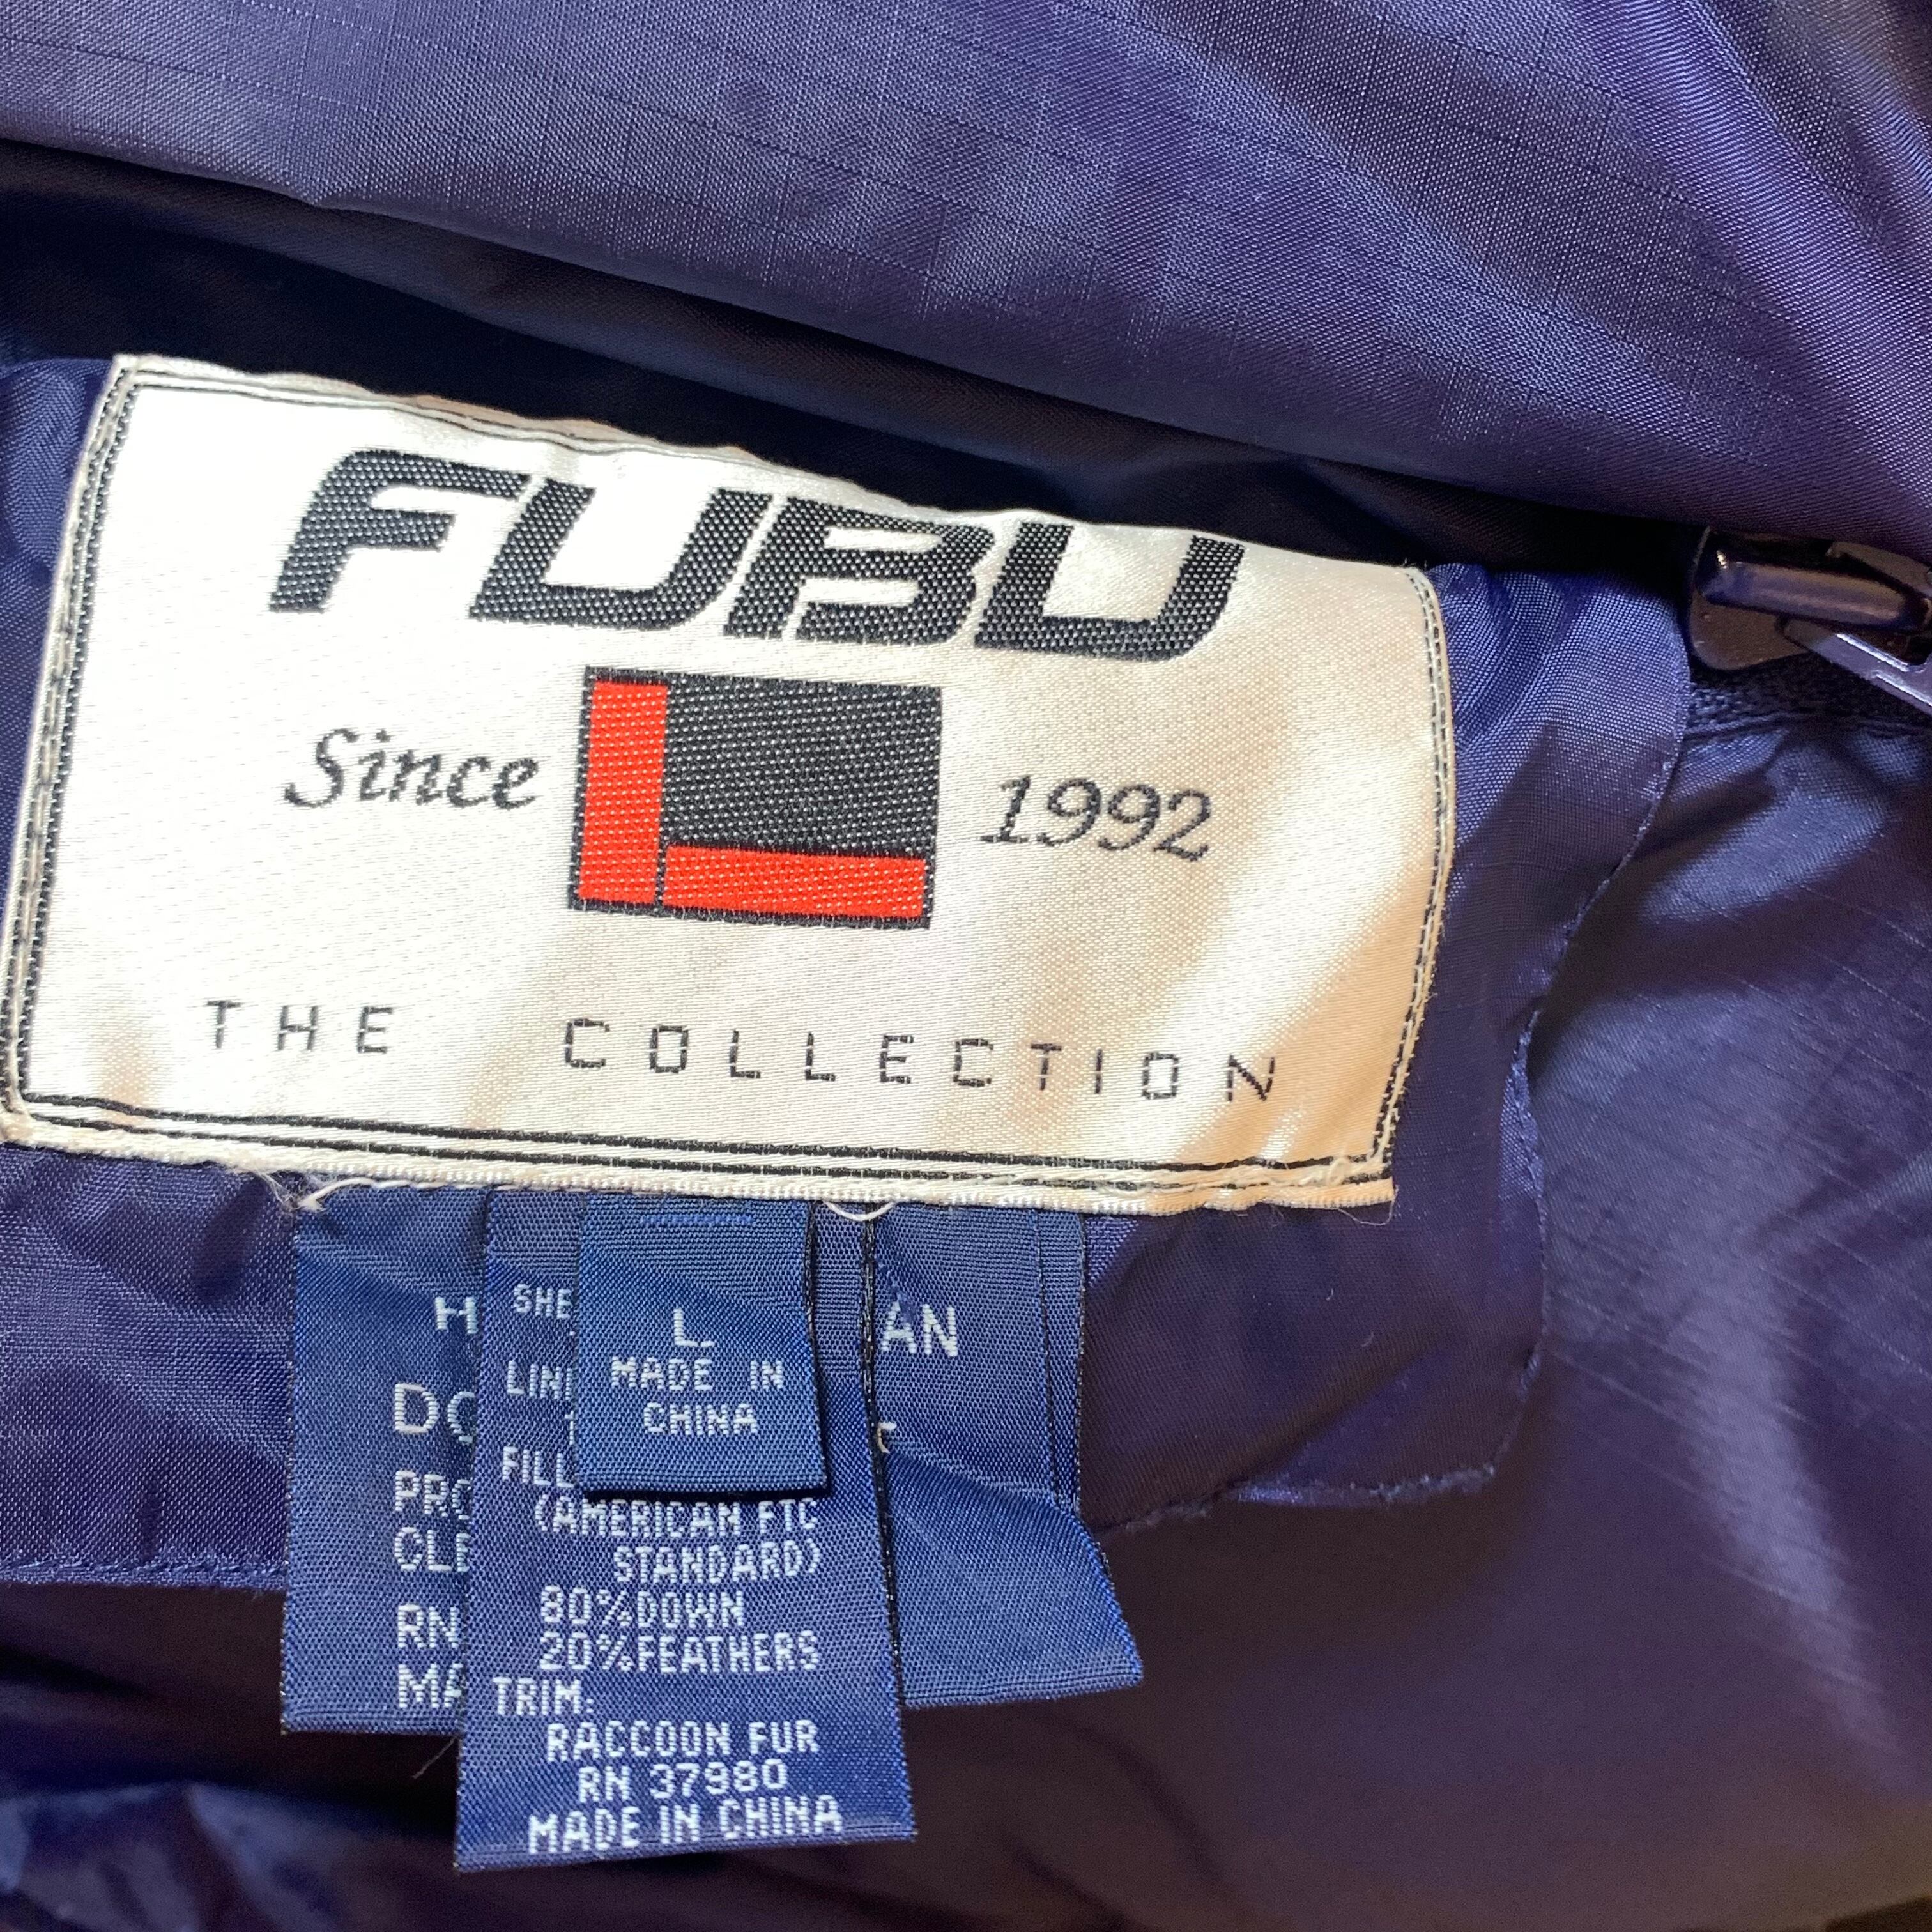 FUBU
Since 1992
THE COLLECTION
L.
MADE IN
CHINA
(AMERICAN FTC
STANDARD)
80%DOWN
20%FEATHERS
TRIM:
RACCOON FUR
RN 37980
MADE IN CHINA
RN